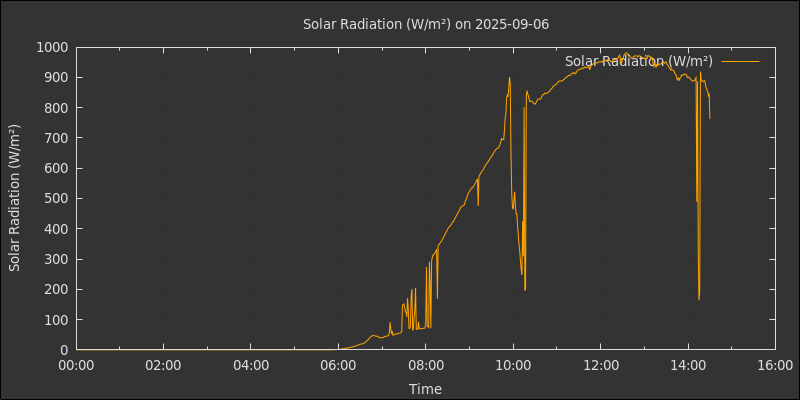 Solar Radiation (W/m²) on 2025-09-06
Solar Radiation (W/m²)
Solar Radiation (W/m²)
1000
900
800
700
600
500
400
300
200
100
0
00:00 02:00 04:00 06:00 08:00 10:00 12:00 14:00 16:00
Time